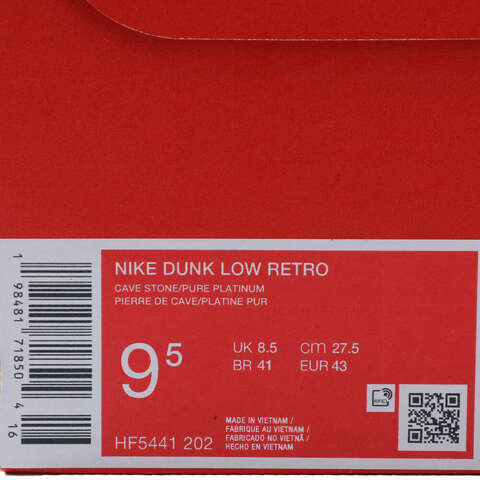 NIKE DUNK LOW RETRO
CAVE STONE/PURE PLATINUM
PIERRE DE CAVE/PLATINE PUR
9⁵
UK 8.5 cm 27.5
BR 41 EUR 43
RFID
MADE IN VIETNAM /
FABRIQUE AU VIETNAM /
FABRICADO NO VIETNÃ /
HECHO EN VIETNAM
HF5441 202
1 98481 71850 4 16